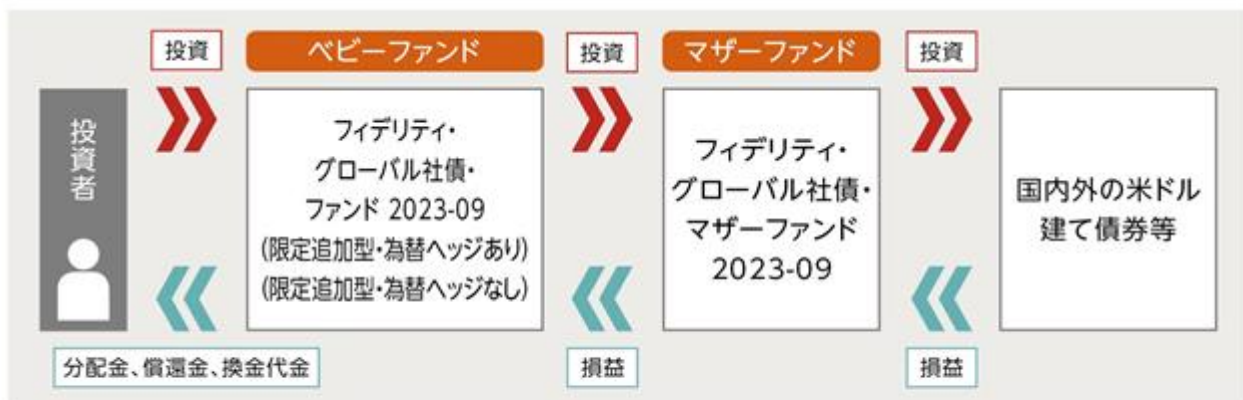 投資
ベビーファンド
投資
マザーファンド
投資
投資者
フィデリティ・
グローバル社債・
ファンド 2023-09
(限定追加型・為替ヘッジあり)
(限定追加型・為替ヘッジなし)
フィデリティ・
グローバル社債・
マザーファンド
2023-09
国内外の米ドル
建て債券等
分配金、償還金、換金代金
損益
損益